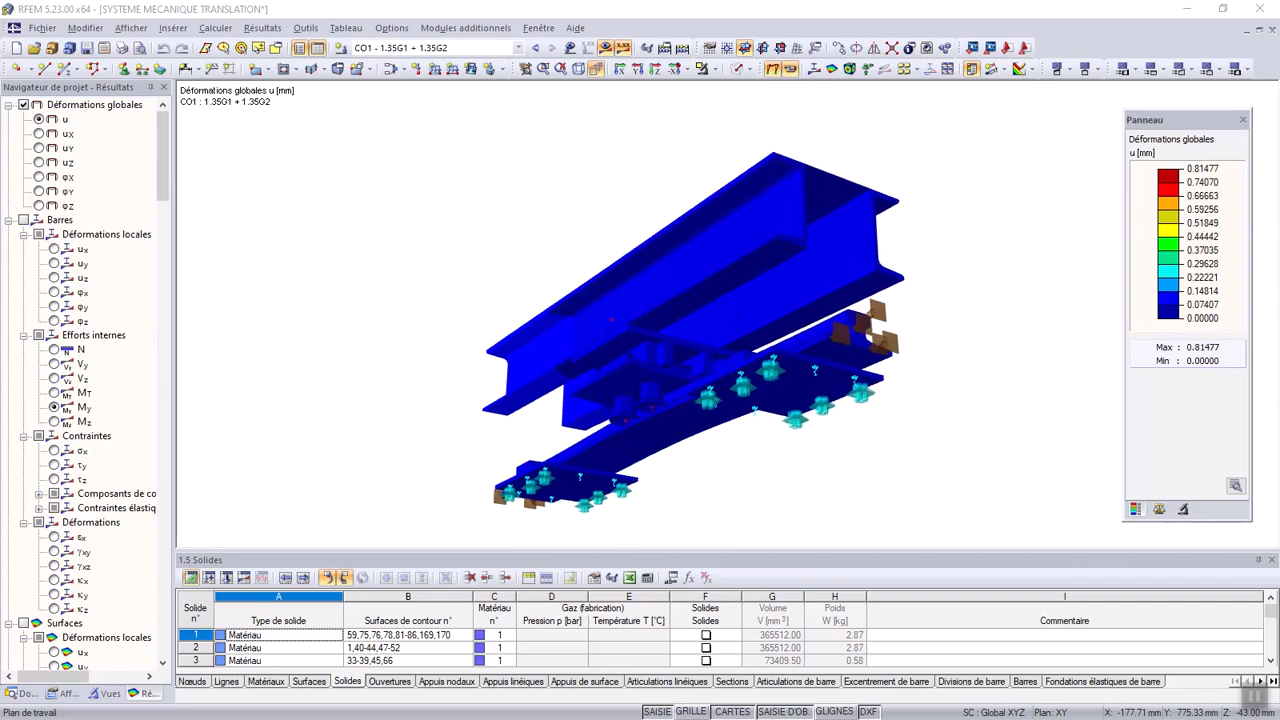 RFEM 5.23.00 x64 - [SYSTEME MECANIQUE TRANSLATION*]
Fichier Modifier Afficher Insérer Calculer Résultats Outils Tableau Options Modules additionnels Fenêtre Aide
CO1 - 1.35G1 + 1.35G2
Navigateur de projet - Résultats
Déformations globales
u
uX
uY
uZ
φX
φY
φZ
Barres
Déformations locales
ux
uy
uz
φx
φy
φz
Efforts internes
N
Vy
Vz
MT
My
Mz
Contraintes
σx
τy
τz
Composants de co
Contraintes élastiq
Déformations
εx
γxy
γxz
κx
κy
κz
Surfaces
Déformations locales
ux
uy
Do... Aff... Vues Ré...
Déformations globales u [mm]
CO1 : 1.35G1 + 1.35G2
Panneau
Déformations globales
u [mm]
0.81477
0.74070
0.66663
0.59256
0.51849
0.44442
0.37035
0.29628
0.22221
0.14814
0.07407
0.00000
Max : 0.81477
Min : 0.00000
1.5 Solides
A B C D E F G H I
Solide n° Type de solide Surfaces de contour n° Matériau n° Gaz (fabrication) Pression p [bar] Température T [°C] Solides Solides Volume V [mm³] Poids W [kg] Commentaire
1 Matériau 59,75,76,78,81-86,169,170 1 365512.00 2.87
2 Matériau 1,40-44,47-52 1 365512.00 2.87
3 Matériau 33-39,45,66 1 73409.50 0.58
Nœuds Lignes Matériaux Surfaces Solides Ouvertures Appuis nodaux Appuis linéiques Appuis de surface Articulations linéiques Sections Articulations de barre Excentrement de barre Divisions de barre Barres Fondations élastiques de barre
Plan de travail
SAISIE GRILLE CARTES SAISIE D'OB. GLIGNES DXF SC : Global XYZ Plan: XY X: -177.71 mm Y: 775.33 mm Z: -43.00 mm